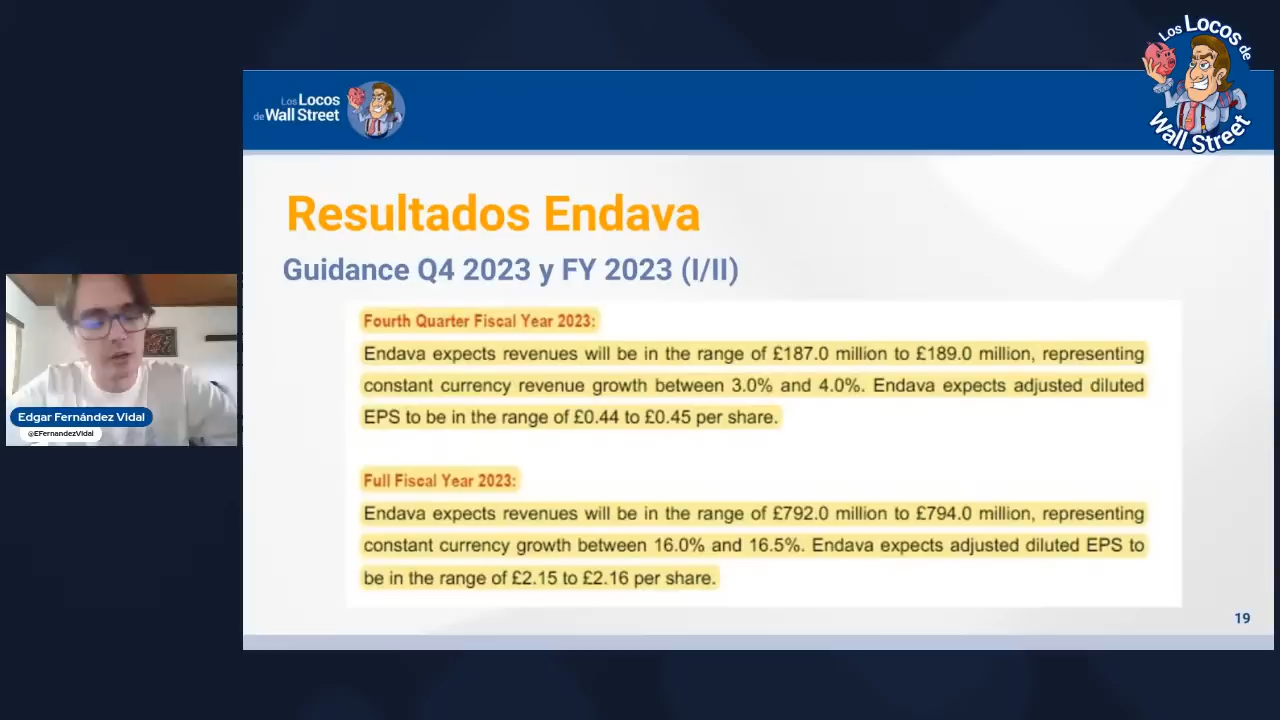 Los Locos de
Wall Street
Los Locos
de Wall Street
Resultados Endava
Guidance Q4 2023 y FY 2023 (I/II)
Fourth Quarter Fiscal Year 2023:
Endava expects revenues will be in the range of £187.0 million to £189.0 million, representing
constant currency revenue growth between 3.0% and 4.0%. Endava expects adjusted diluted
EPS to be in the range of £0.44 to £0.45 per share.
Full Fiscal Year 2023:
Endava expects revenues will be in the range of £792.0 million to £794.0 million, representing
constant currency growth between 16.0% and 16.5%. Endava expects adjusted diluted EPS to
be in the range of £2.15 to £2.16 per share.
Edgar Fernández Vidal
@EFernandezVidal
19